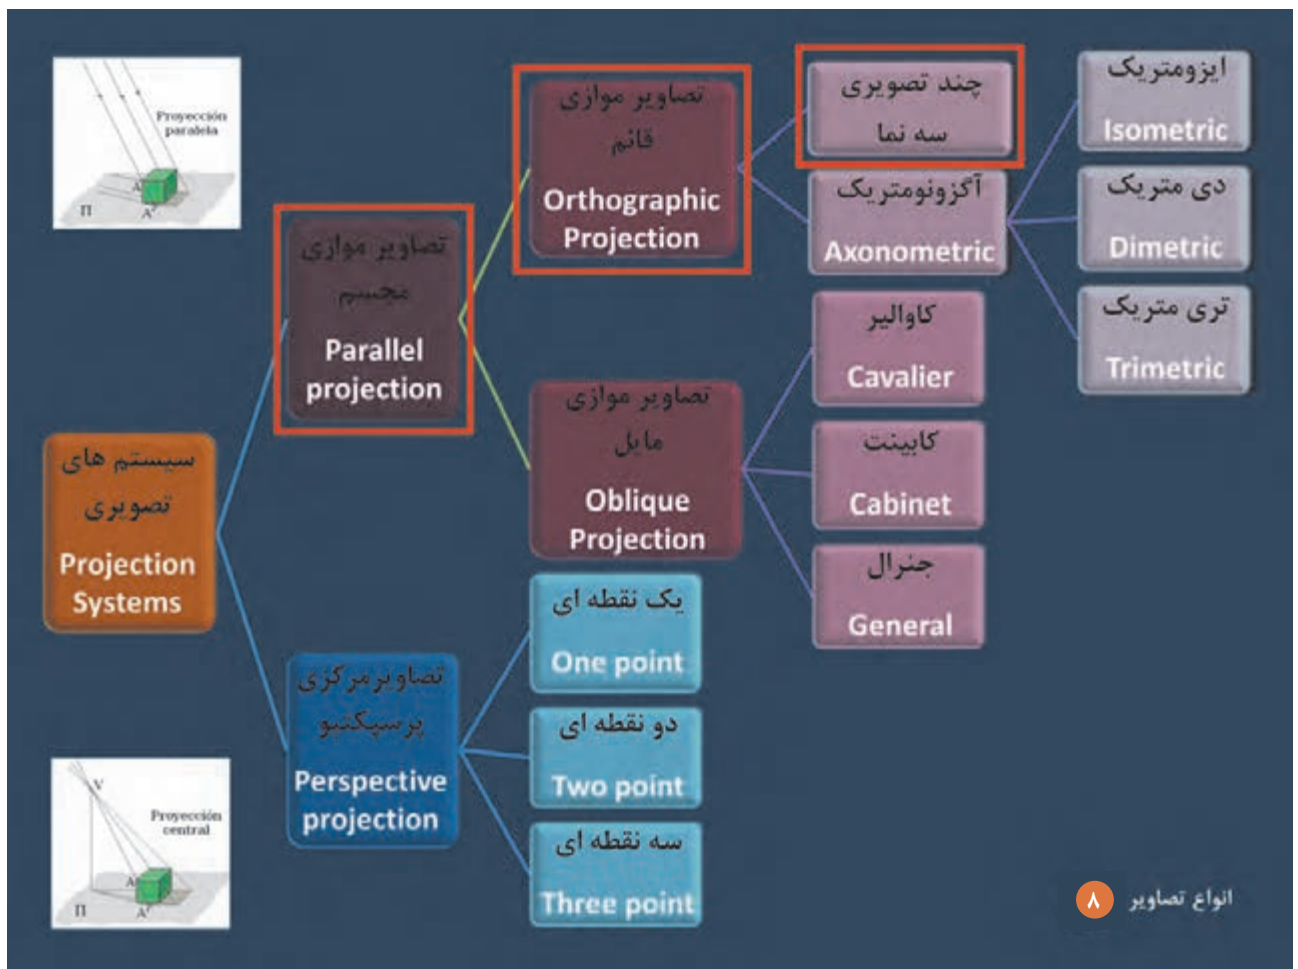 Proyección
paralela
A
A'
Π
سیستم های
تصویری
Projection
Systems
تصاویر موازی
مجسم
Parallel
projection
تصاویر موازی
قائم
Orthographic
Projection
چند تصویری
سه نما
آگزونومتریک
Axonometric
ایزومتریک
Isometric
دی متریک
Dimetric
تری متریک
Trimetric
تصاویر موازی
مایل
Oblique
Projection
کاوالیر
Cavalier
کابینت
Cabinet
جنرال
General
تصاویرمرکزی
پرسپکتیو
Perspective
projection
یک نقطه ای
One point
دو نقطه ای
Two point
سه نقطه ای
Three point
V
Proyección
central
A
A'
Π
انواع تصاویر ۸